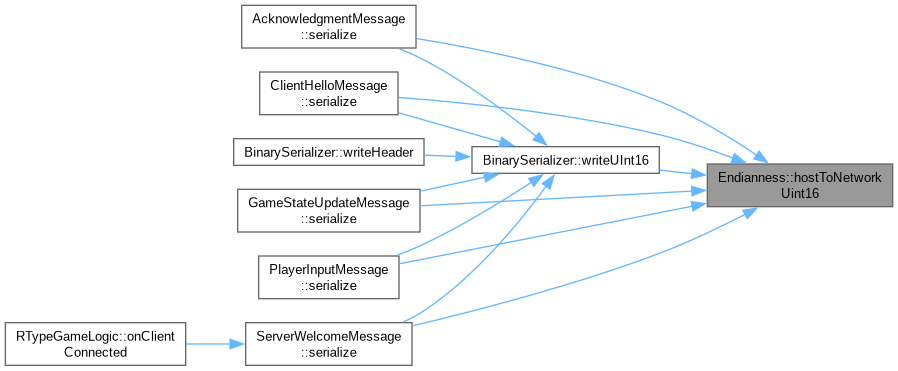 AcknowledgmentMessage
::serialize
ClientHelloMessage
::serialize
BinarySerializer::writeHeader
BinarySerializer::writeUInt16
Endianness::hostToNetwork
Uint16
GameStateUpdateMessage
::serialize
PlayerInputMessage
::serialize
RTypeGameLogic::onClient
Connected
ServerWelcomeMessage
::serialize